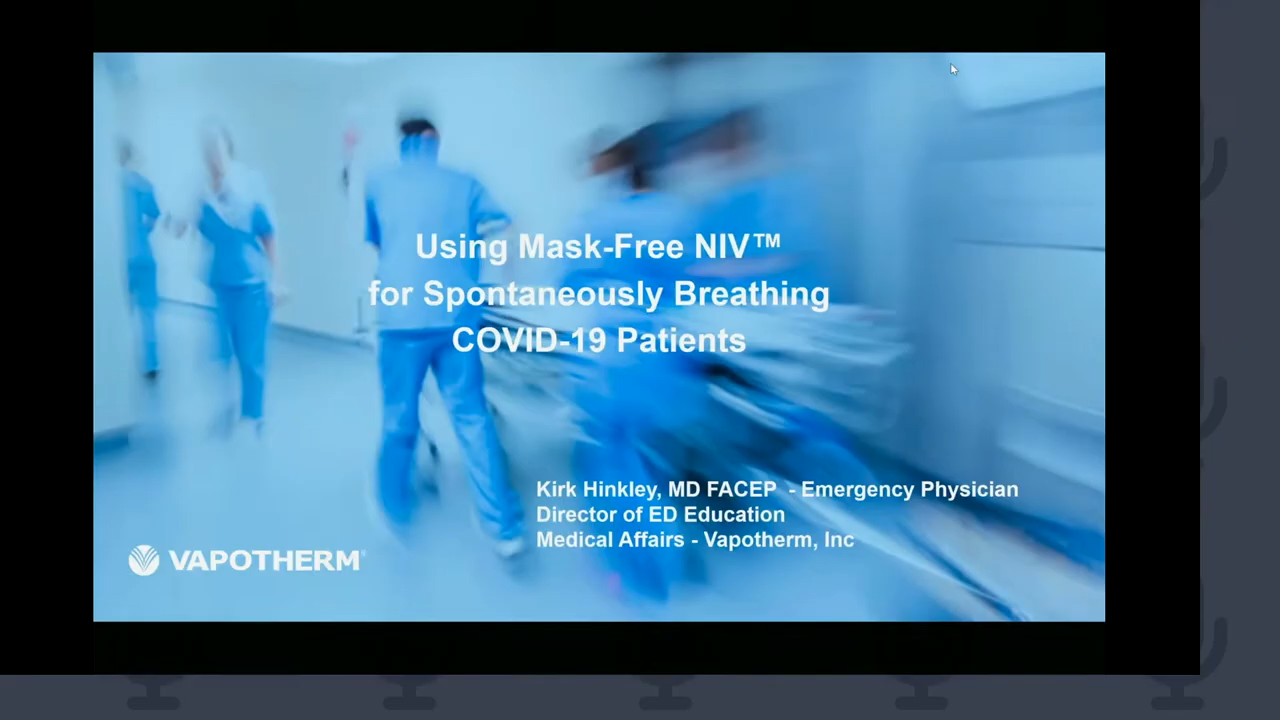 Using Mask-Free NIV™
for Spontaneously Breathing
COVID-19 Patients
Kirk Hinkley, MD FACEP - Emergency Physician
Director of ED Education
Medical Affairs - Vapotherm, Inc
VAPOTHERM®